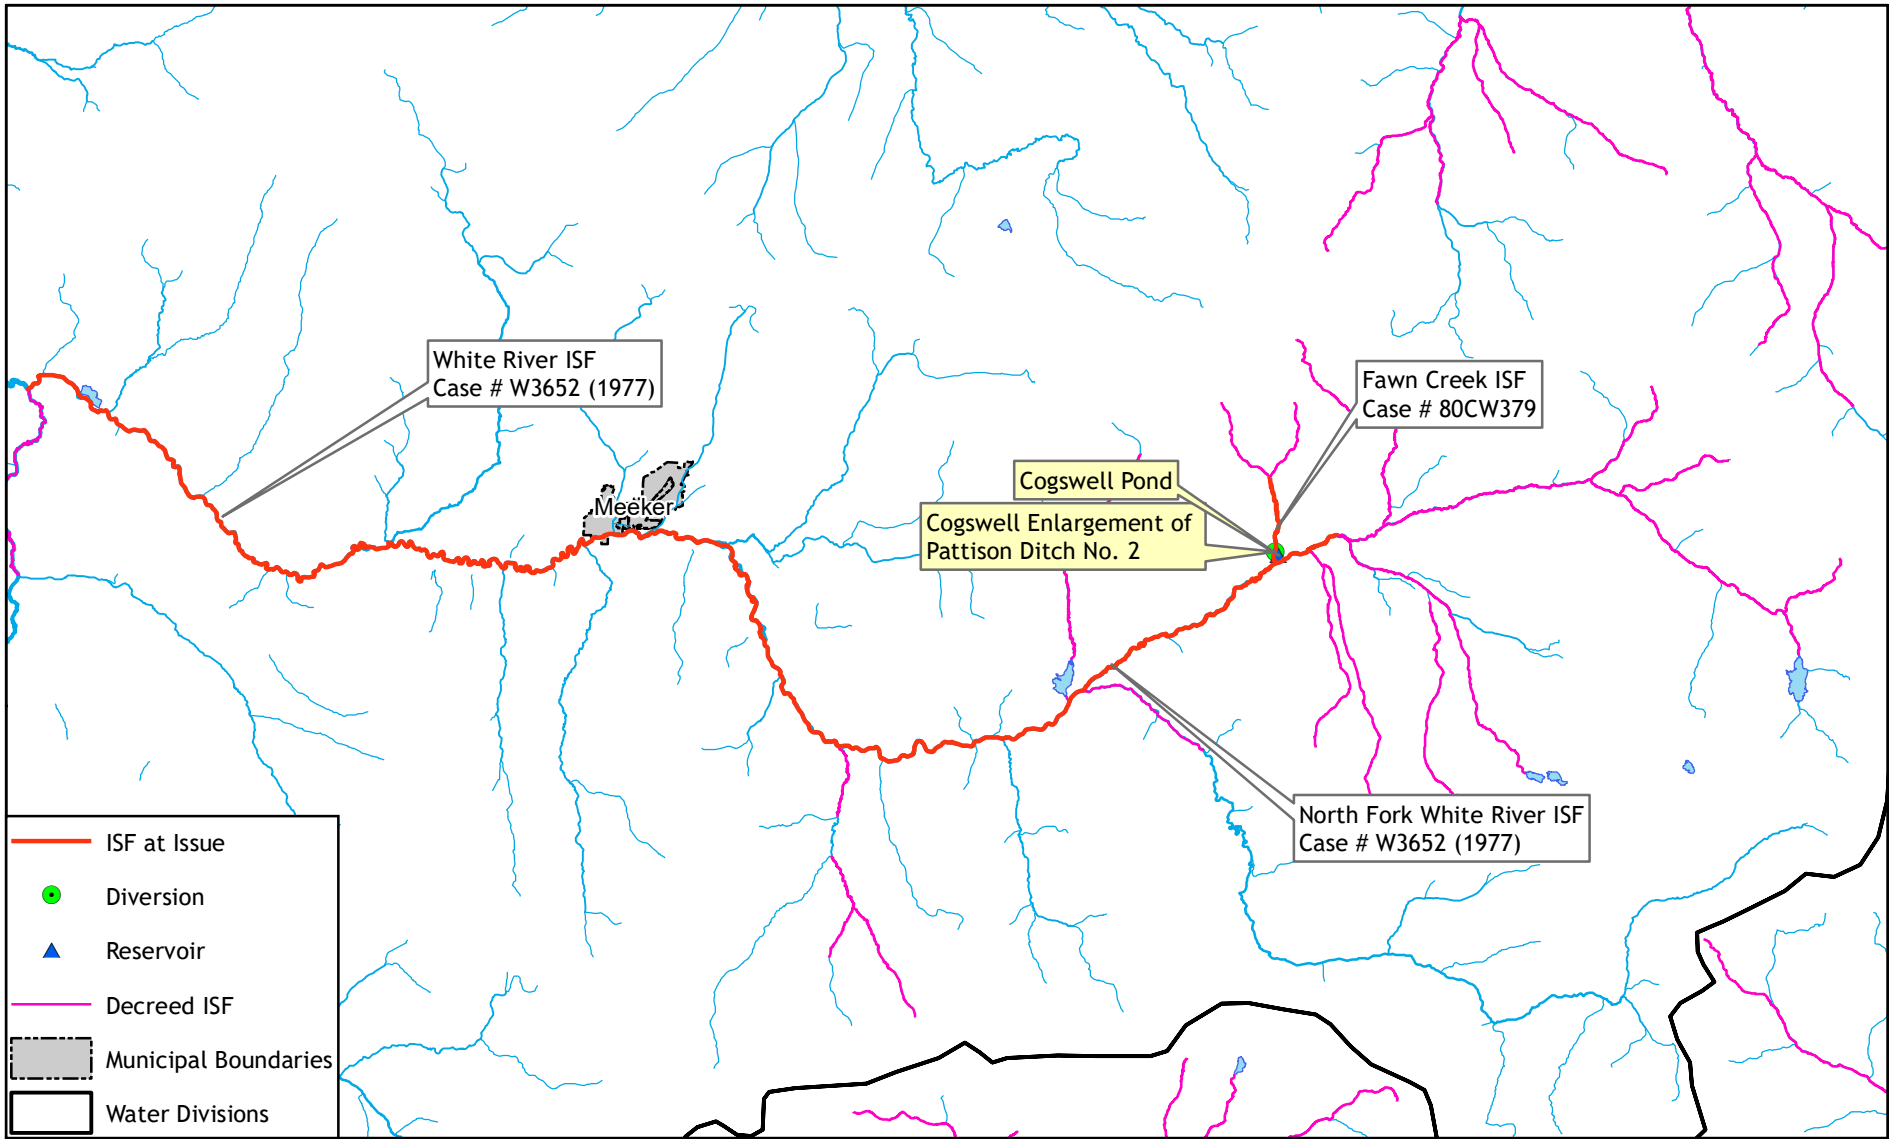 White River ISF
Case # W3652 (1977)
Fawn Creek ISF
Case # 80CW379
Cogswell Pond
Meeker
Cogswell Enlargement of
Pattison Ditch No. 2
North Fork White River ISF
Case # W3652 (1977)
ISF at Issue
Diversion
Reservoir
Decreed ISF
Municipal Boundaries
Water Divisions